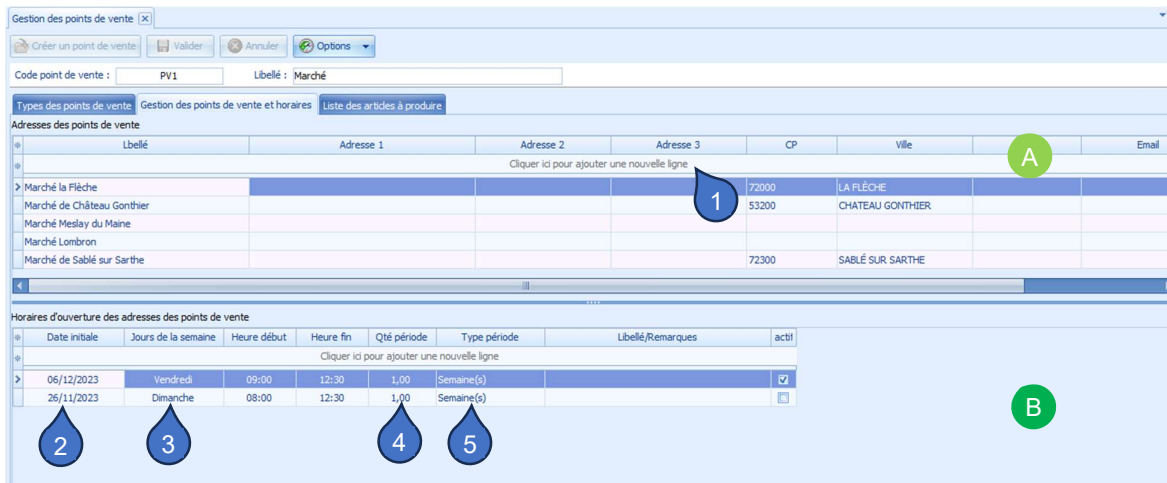 Gestion des points de vente
Créer un point de vente Valider Annuler Options
Code point de vente : PV1 Libellé : Marché
Types des points de vente Gestion des points de vente et horaires Liste des articles à produire
Adresses des points de vente
Lbellé Adresse 1 Adresse 2 Adresse 3 CP Ville A Email
Cliquer ici pour ajouter une nouvelle ligne
Marché la Flèche 1 72000 LA FLÈCHE
Marché de Château Gonthier 53200 CHATEAU GONTHIER
Marché Meslay du Maine
Marché Lombron
Marché de Sablé sur Sarthe 72300 SABLÉ SUR SARTHE
Horaires d'ouverture des adresses des points de vente
Date initiale Jours de la semaine Heure début Heure fin Qté période Type période Libellé/Remarques actif
Cliquer ici pour ajouter une nouvelle ligne
06/12/2023 Vendredi 09:00 12:30 1,00 Semaine(s)
26/11/2023 Dimanche 08:00 12:30 1,00 Semaine(s) B
2 3 4 5